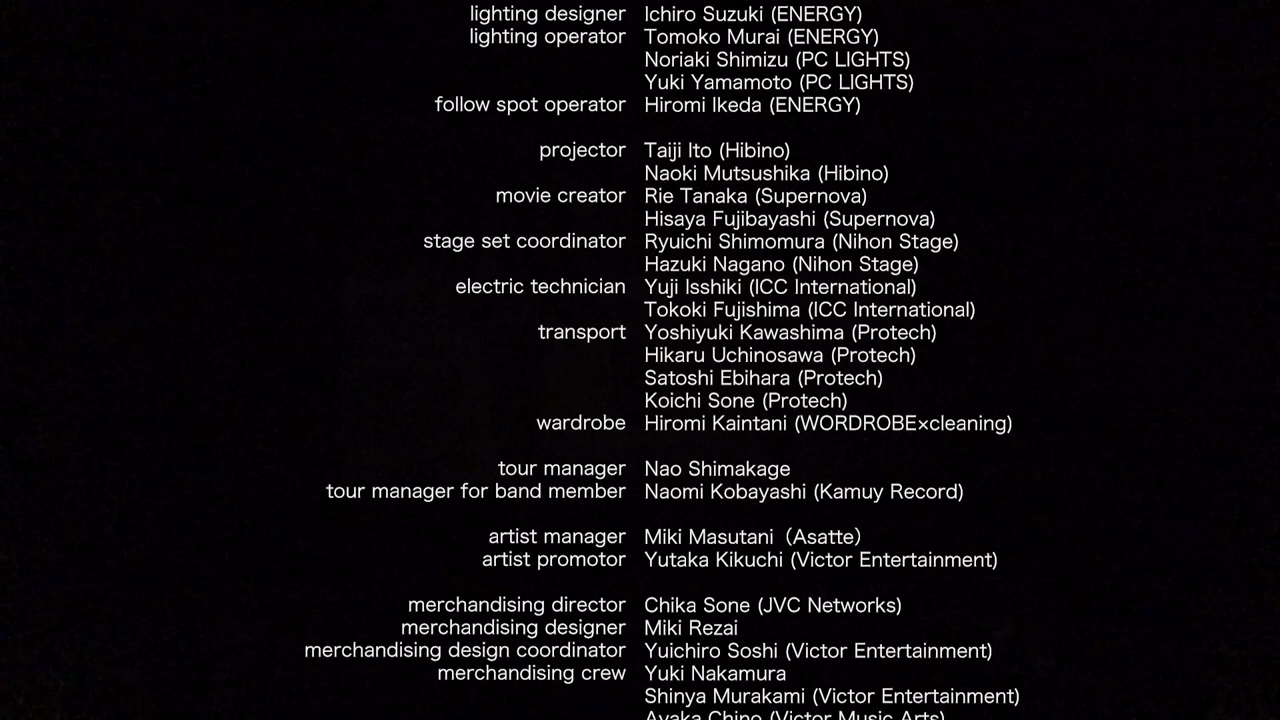 lighting designer Ichiro Suzuki (ENERGY)
lighting operator Tomoko Murai (ENERGY)
Noriaki Shimizu (PC LIGHTS)
Yuki Yamamoto (PC LIGHTS)
follow spot operator Hiromi Ikeda (ENERGY)
projector Taiji Ito (Hibino)
Naoki Mutsushika (Hibino)
movie creator Rie Tanaka (Supernova)
Hisaya Fujibayashi (Supernova)
stage set coordinator Ryuichi Shimomura (Nihon Stage)
Hazuki Nagano (Nihon Stage)
electric technician Yuji Isshiki (ICC International)
Tokoki Fujishima (ICC International)
transport Yoshiyuki Kawashima (Protech)
Hikaru Uchinosawa (Protech)
Satoshi Ebihara (Protech)
Koichi Sone (Protech)
wardrobe Hiromi Kaintani (WORDROBE×cleaning)
tour manager Nao Shimakage
tour manager for band member Naomi Kobayashi (Kamuy Record)
artist manager Miki Masutani（Asatte）
artist promotor Yutaka Kikuchi (Victor Entertainment)
merchandising director Chika Sone (JVC Networks)
merchandising designer Miki Rezai
merchandising design coordinator Yuichiro Soshi (Victor Entertainment)
merchandising crew Yuki Nakamura
Shinya Murakami (Victor Entertainment)
Ayaka Chino (Victor Music Arts)